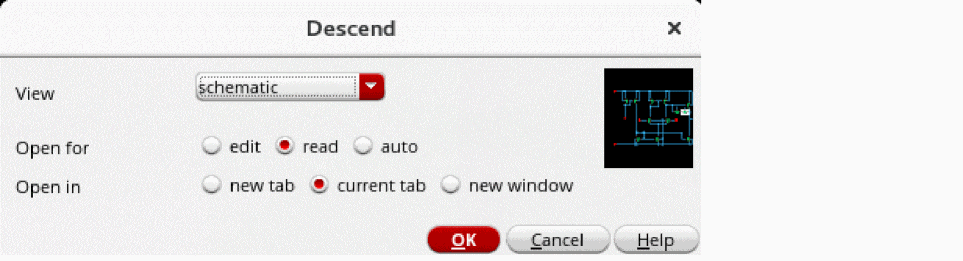 Descend
View schematic
Open for edit read auto
Open in new tab current tab new window
OK Cancel Help